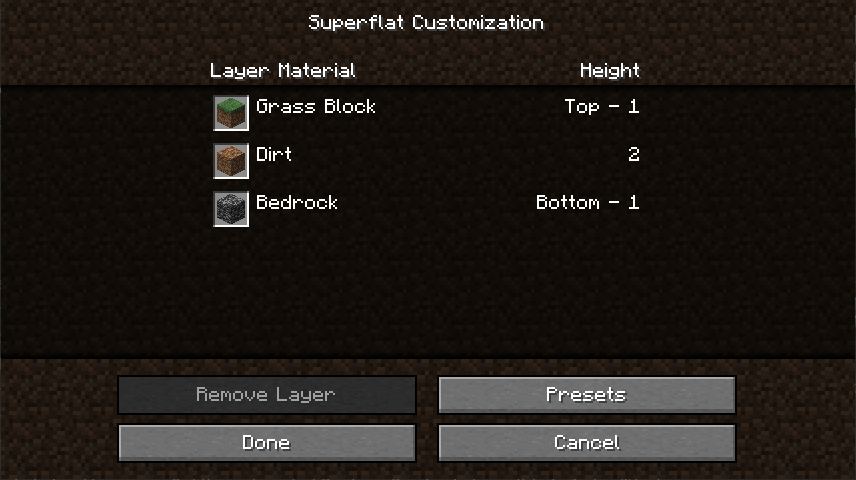 Superflat Customization
Layer Material Height
Grass Block Top - 1
Dirt 2
Bedrock Bottom - 1
Remove Layer Presets
Done Cancel